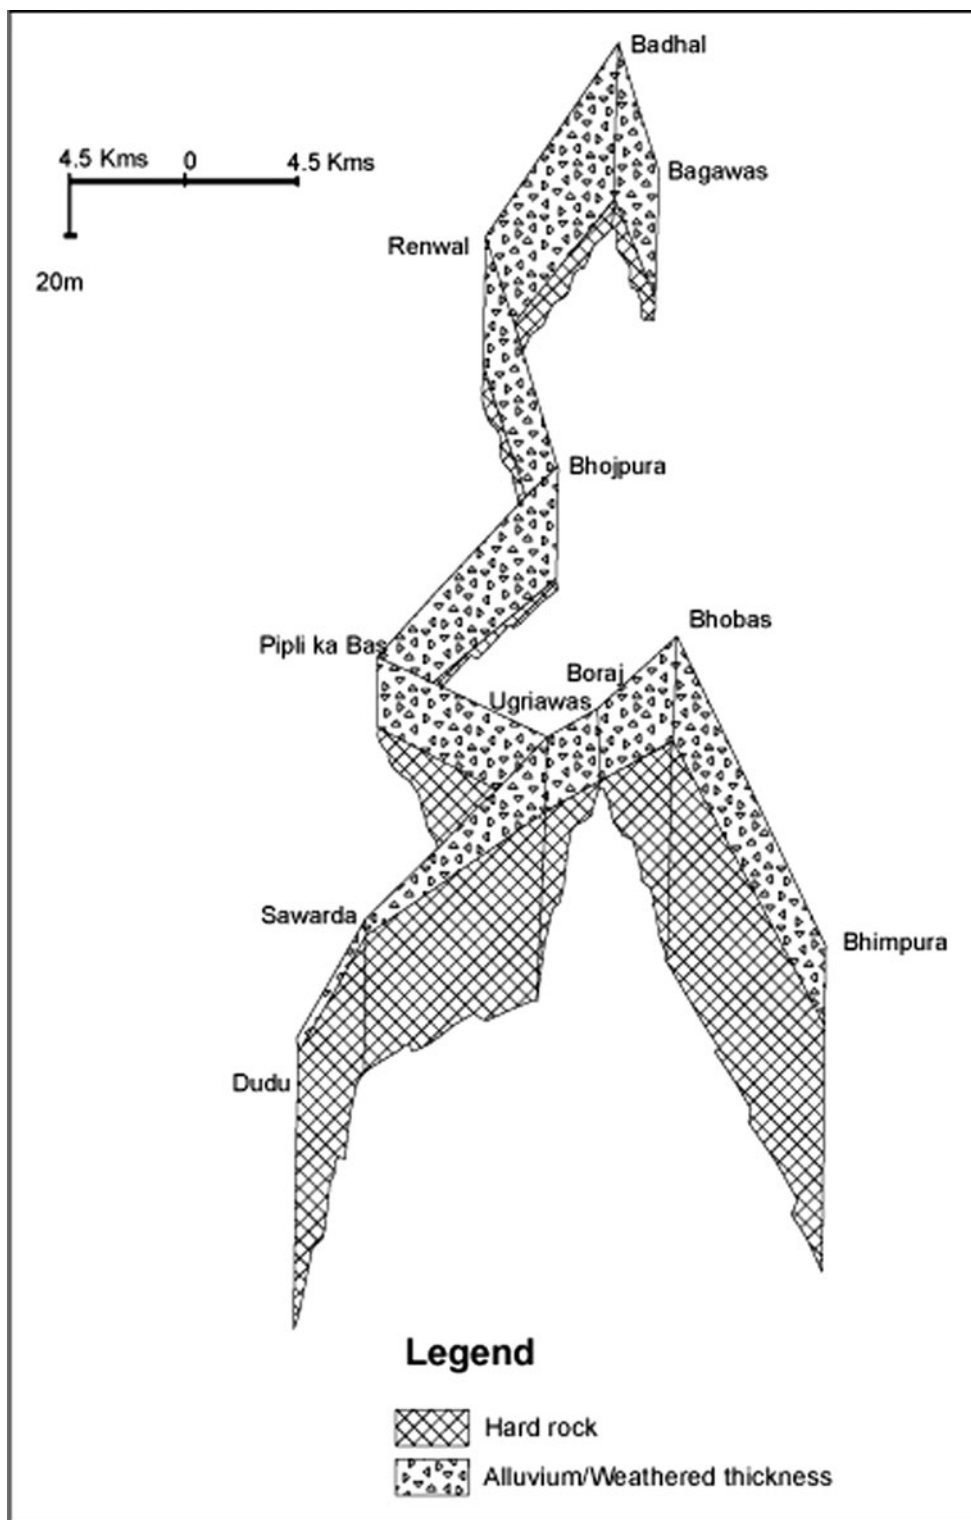 Badhal
4.5 Kms 0 4.5 Kms
Bagawas
Renwal
20m
Bhojpura
Bhobas
Pipli ka Bas
Boraj
Ugriawas
Sawarda
Bhimpura
Dudu
Legend
Hard rock
Alluvium/Weathered thickness